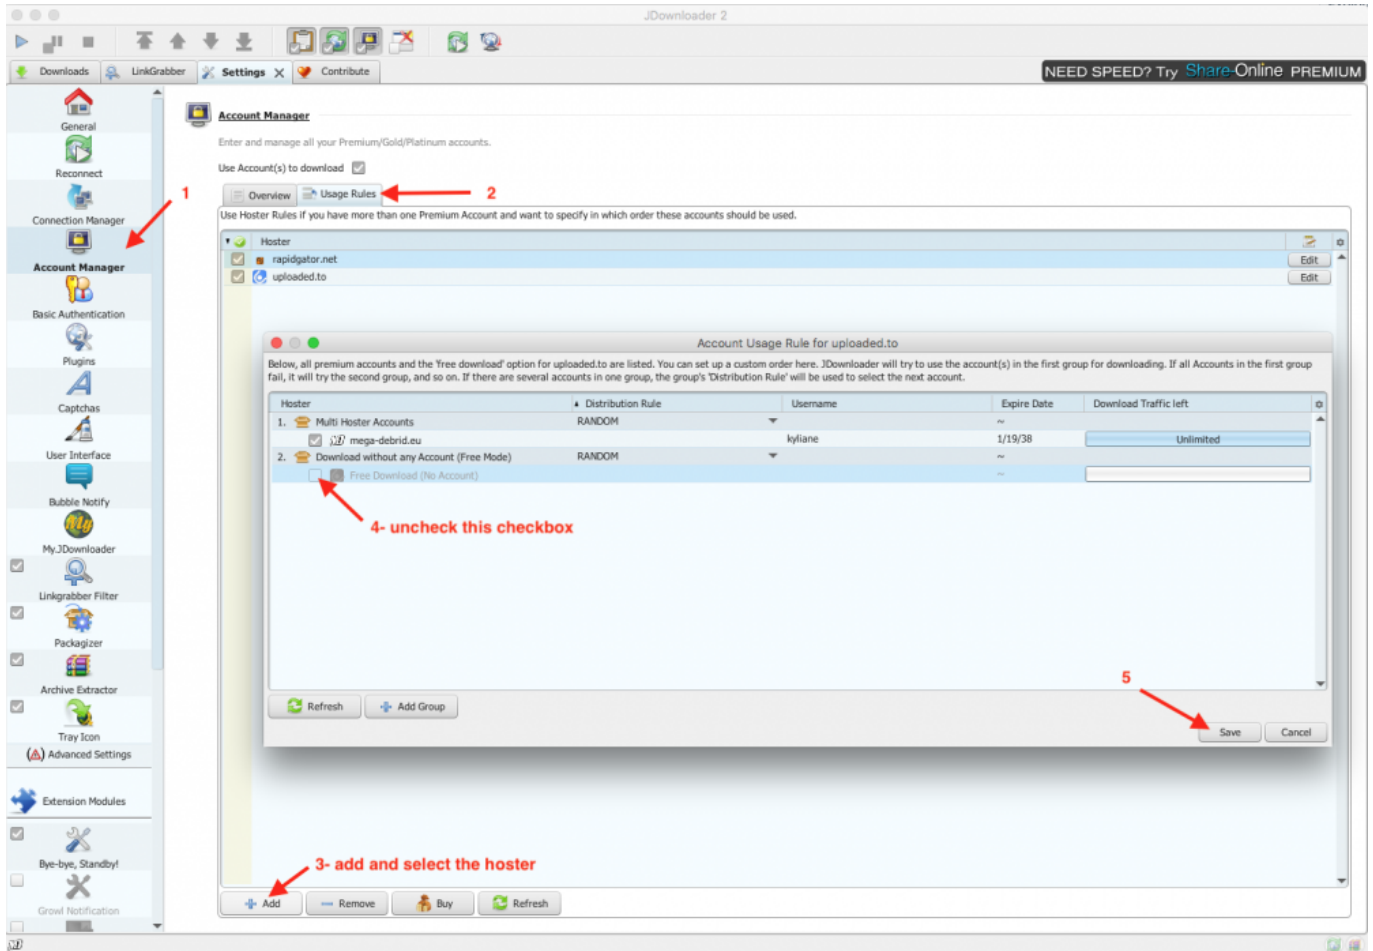 JDownloader 2
Downloads
LinkGrabber
Settings X
Contribute
NEED SPEED? Try Share-Online PREMIUM
General
Reconnect
Connection Manager
Account Manager
Basic Authentication
Plugins
Captchas
User Interface
Bubble Notify
My.JDownloader
Linkgrabber Filter
Packagizer
Archive Extractor
Tray Icon
Advanced Settings
Extension Modules
Bye-bye, Standby!
Growl Notification
Account Manager
Enter and manage all your Premium/Gold/Platinum accounts.
Use Account(s) to download
1
Overview
Usage Rules
2
Use Hoster Rules if you have more than one Premium Account and want to specify in which order these accounts should be used.
Hoster
rapidgator.net Edit
uploaded.to Edit
Account Usage Rule for uploaded.to
Below, all premium accounts and the 'Free download' option for uploaded.to are listed. You can set up a custom order here. JDownloader will try to use the account(s) in the first group for downloading. If all Accounts in the first group
fail, it will try the second group, and so on. If there are several accounts in one group, the group's 'Distribution Rule' will be used to select the next account.
Hoster Distribution Rule Username Expire Date Download Traffic left
1. Multi Hoster Accounts RANDOM ~
mega-debrid.eu kyliane 1/19/38 Unlimited
2. Download without any Account (Free Mode) RANDOM ~
Free Download (No Account) ~
4- uncheck this checkbox
5
Refresh
Add Group
Save
Cancel
3- add and select the hoster
Add
Remove
Buy
Refresh